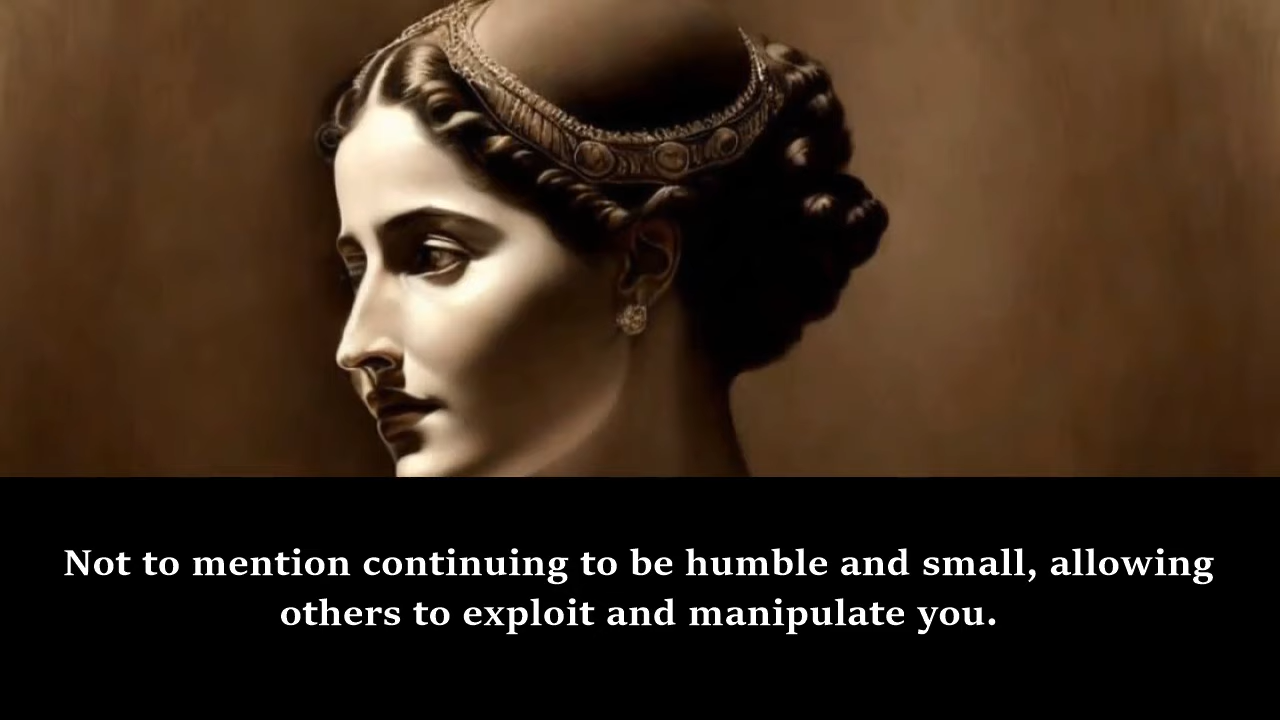 Not to mention continuing to be humble and small, allowing
others to exploit and manipulate you.